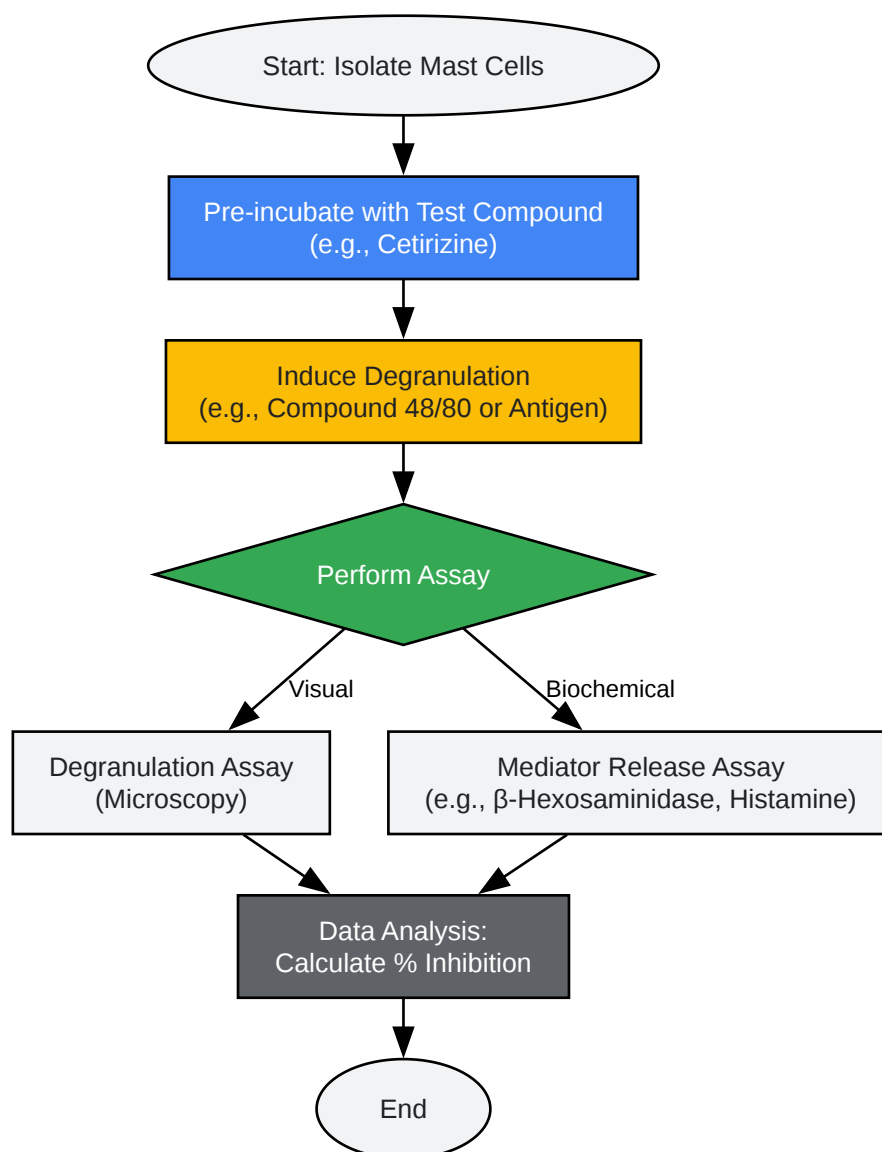 Start: Isolate Mast Cells
Pre-incubate with Test Compound
(e.g., Cetirizine)
Induce Degranulation
(e.g., Compound 48/80 or Antigen)
Perform Assay
Visual
Biochemical
Degranulation Assay
(Microscopy)
Mediator Release Assay
(e.g., β-Hexosaminidase, Histamine)
Data Analysis:
Calculate % Inhibition
End